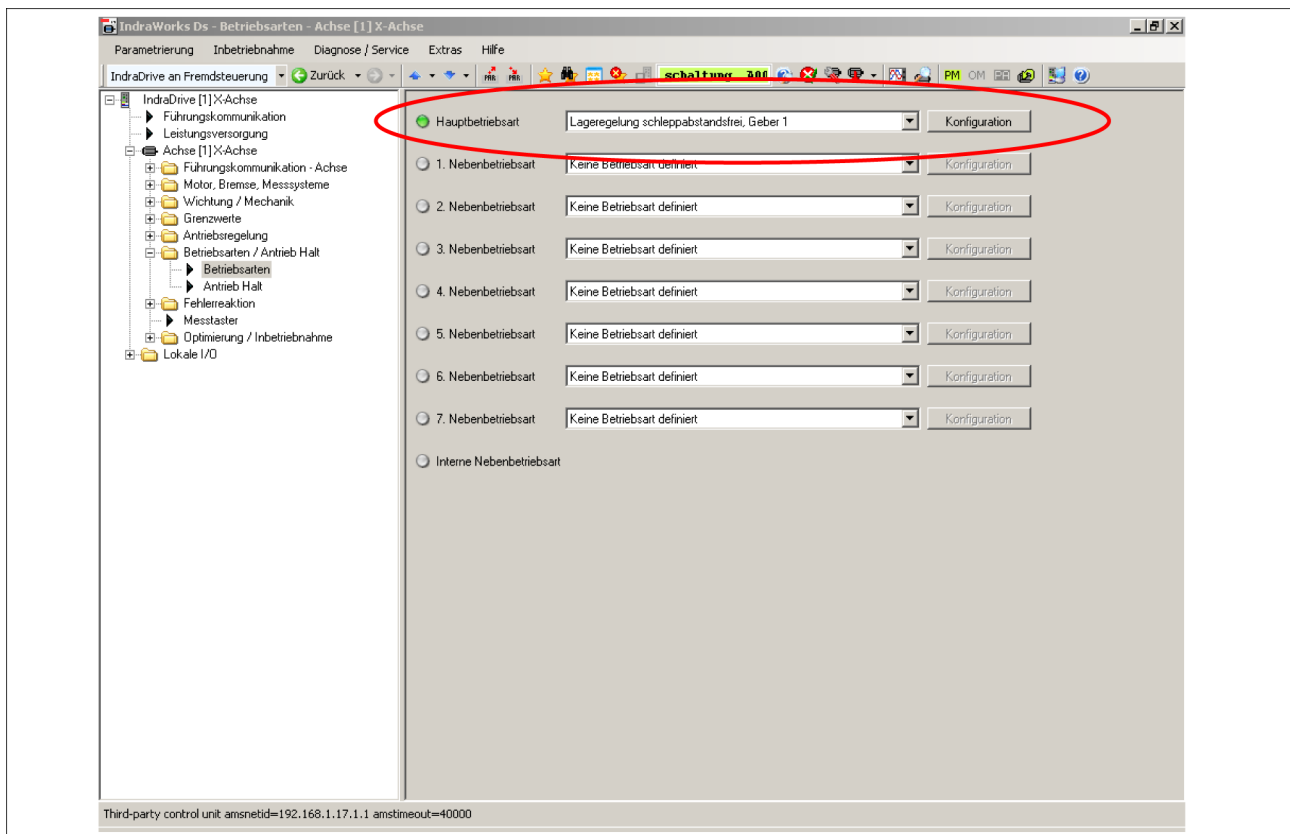 IndraWorks Ds - Betriebsarten - Achse [1] X-Achse
Parametrierung Inbetriebnahme Diagnose / Service Extras Hilfe
IndraDrive an Fremdsteuerung Zurück PM OM
IndraDrive [1] X-Achse
Führungskommunikation
Leistungsversorgung
Achse [1] X-Achse
Führungskommunikation - Achse
Motor, Bremse, Messsysteme
Wichtung / Mechanik
Grenzwerte
Antriebsregelung
Betriebsarten / Antrieb Halt
Betriebsarten
Antrieb Halt
Fehlerreaktion
Messtaster
Optimierung / Inbetriebnahme
Lokale I/O
Hauptbetriebsart Lageregelung schleppabstandsfrei, Geber 1 Konfiguration
1. Nebenbetriebsart Keine Betriebsart definiert Konfiguration
2. Nebenbetriebsart Keine Betriebsart definiert Konfiguration
3. Nebenbetriebsart Keine Betriebsart definiert Konfiguration
4. Nebenbetriebsart Keine Betriebsart definiert Konfiguration
5. Nebenbetriebsart Keine Betriebsart definiert Konfiguration
6. Nebenbetriebsart Keine Betriebsart definiert Konfiguration
7. Nebenbetriebsart Keine Betriebsart definiert Konfiguration
Interne Nebenbetriebsart
Third-party control unit amsnetid=192.168.1.17.1.1 amstimeout=40000